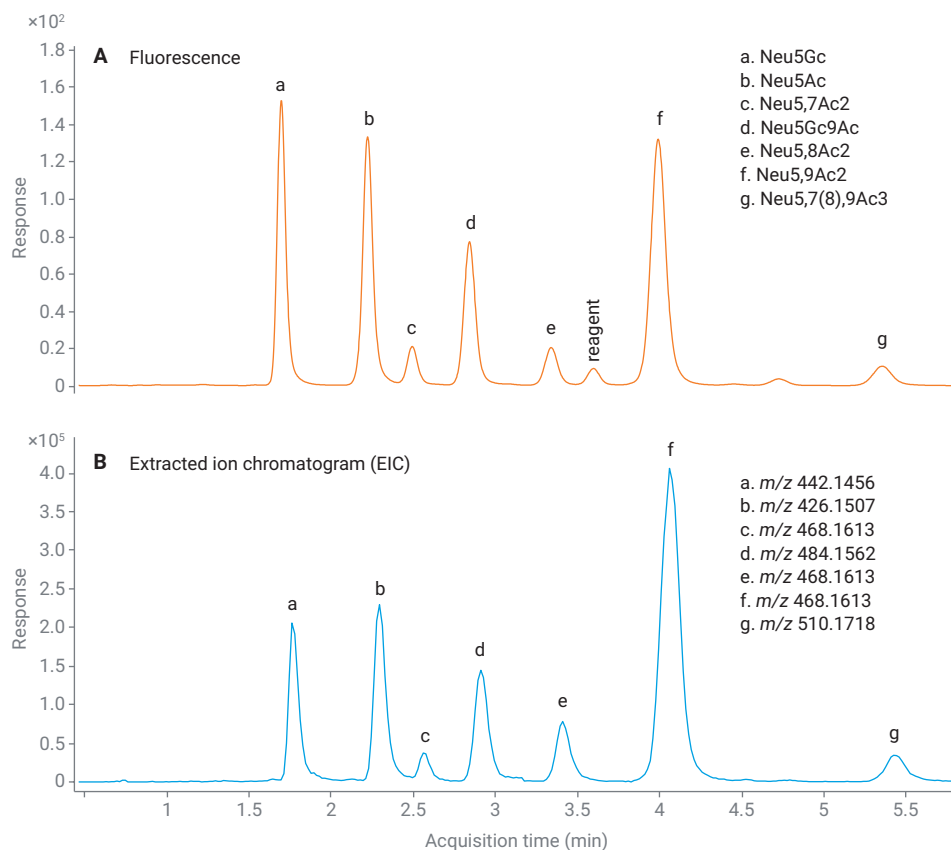 ×10²
A Fluorescence
1.8
1.6
1.4
1.2
1.0
0.8
0.6
0.4
0.2
0
Response
a
b
c
d
e
reagent
f
g
a. Neu5Gc
b. Neu5Ac
c. Neu5,7Ac2
d. Neu5Gc9Ac
e. Neu5,8Ac2
f. Neu5,9Ac2
g. Neu5,7(8),9Ac3
×10⁵
B Extracted ion chromatogram (EIC)
4.0
3.5
3.0
2.5
2.0
1.5
1.0
0.5
0
Response
a
b
c
d
e
f
g
a. m/z 442.1456
b. m/z 426.1507
c. m/z 468.1613
d. m/z 484.1562
e. m/z 468.1613
f. m/z 468.1613
g. m/z 510.1718
1 1.5 2 2.5 3 3.5 4 4.5 5 5.5
Acquisition time (min)